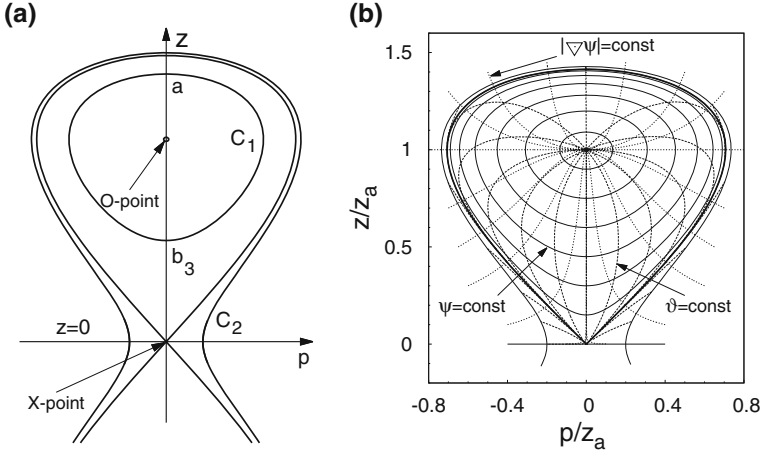 (a)
z
a
C₁
O-point
b₃
z=0
C₂
p
X-point
(b)
|▽ψ|=const
1.5
1
0.5
0
z/zₐ
ψ=const
ϑ=const
-0.8 -0.4 0 0.4 0.8
p/zₐ